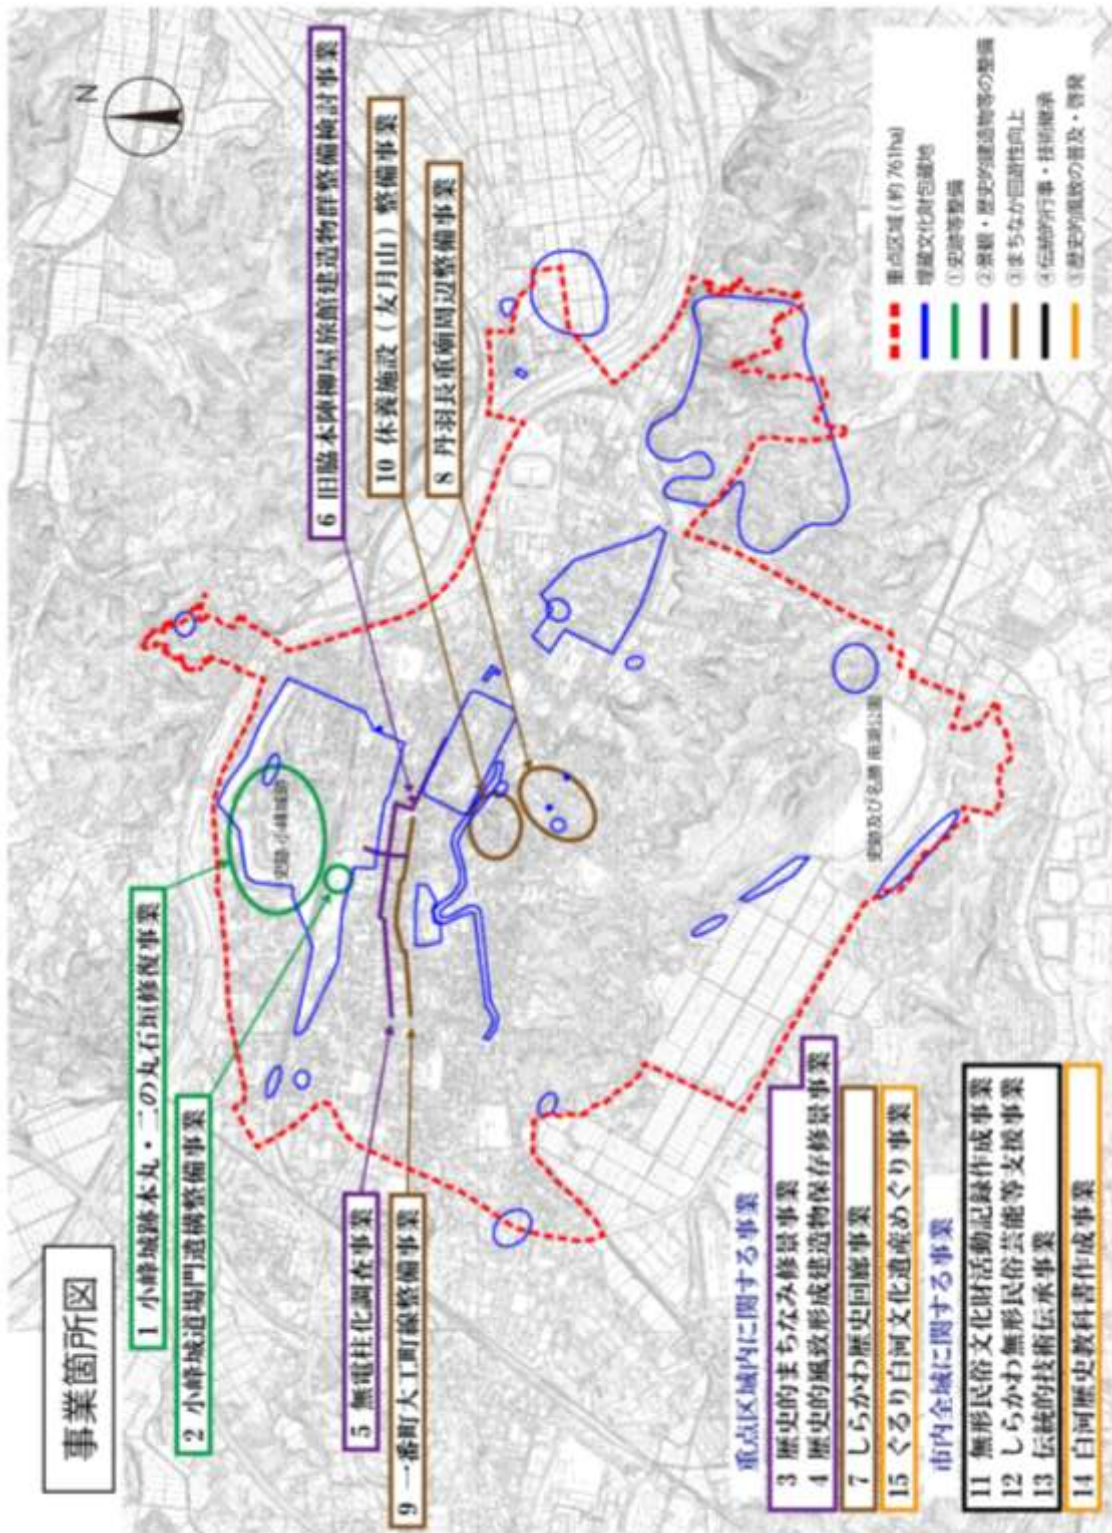 事業箇所図
N
1 小峰城跡本丸・二の丸石垣修復事業
2 小峰城道場門遺構整備事業
6 旧脇本陣柳屋旅館建造物群整備検討事業
10 休養施設(友月山)整備事業
8 丹羽長重廟周辺整備事業
5 無電柱化調査事業
9 一番町大工町線整備事業
史跡 小峰城跡
史跡及び名勝 南湖公園
重点区域内に関する事業
3 歴史的まちなみ修景事業
4 歴史的風致形成建造物保存修景事業
7 しらかわ歴史回廊事業
15 ぐるり白河文化遺産めぐり事業
市内全域に関する事業
11 無形民俗文化財活動記録作成事業
12 しらかわ無形民俗芸能等支援事業
13 伝統的技術伝承事業
14 白河歴史教科書作成事業
重点区域(約761ha)
埋蔵文化財包蔵地
①史跡等整備
②景観・歴史的建造物等の整備
③まちなか回遊性向上
④伝統的行事・技術継承
⑤歴史的風致の普及・啓発